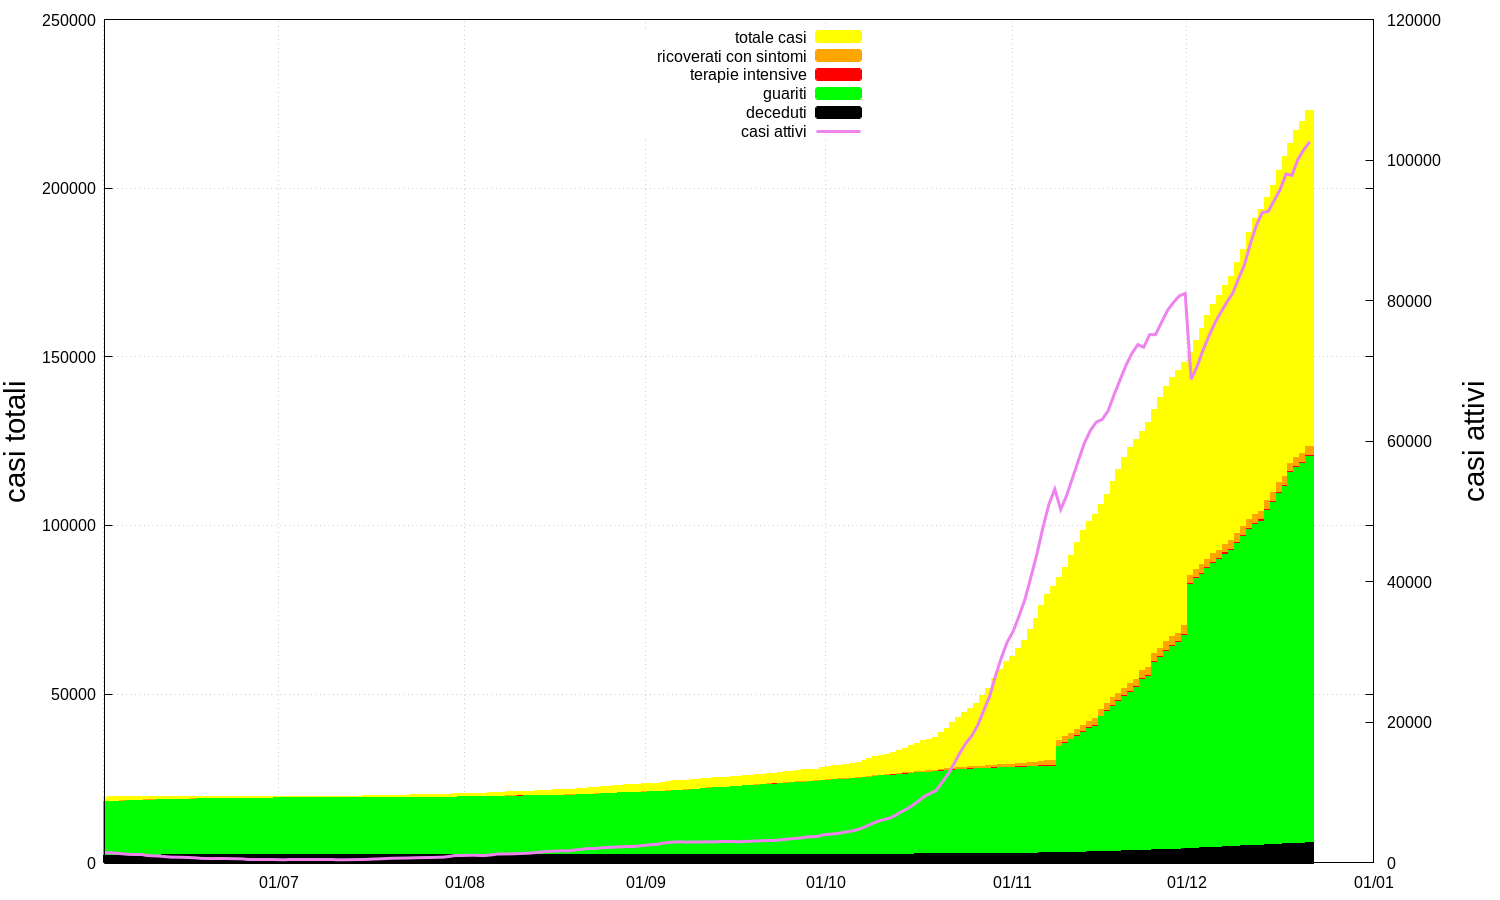 250000
200000
150000
100000
50000
0
casi totali
totale casi
ricoverati con sintomi
terapie intensive
guariti
deceduti
casi attivi
120000
100000
80000
60000
40000
20000
0
casi attivi
01/07
01/08
01/09
01/10
01/11
01/12
01/01